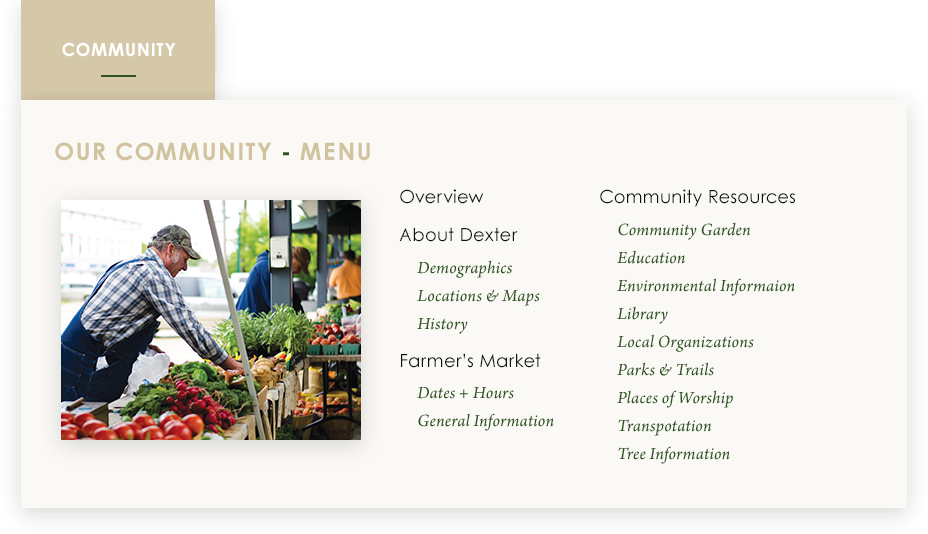 COMMUNITY
OUR COMMUNITY - MENU
Overview
About Dexter
Demographics
Locations & Maps
History
Farmer's Market
Dates + Hours
General Information
Community Resources
Community Garden
Education
Environmental Informaion
Library
Local Organizations
Parks & Trails
Places of Worship
Transpotation
Tree Information